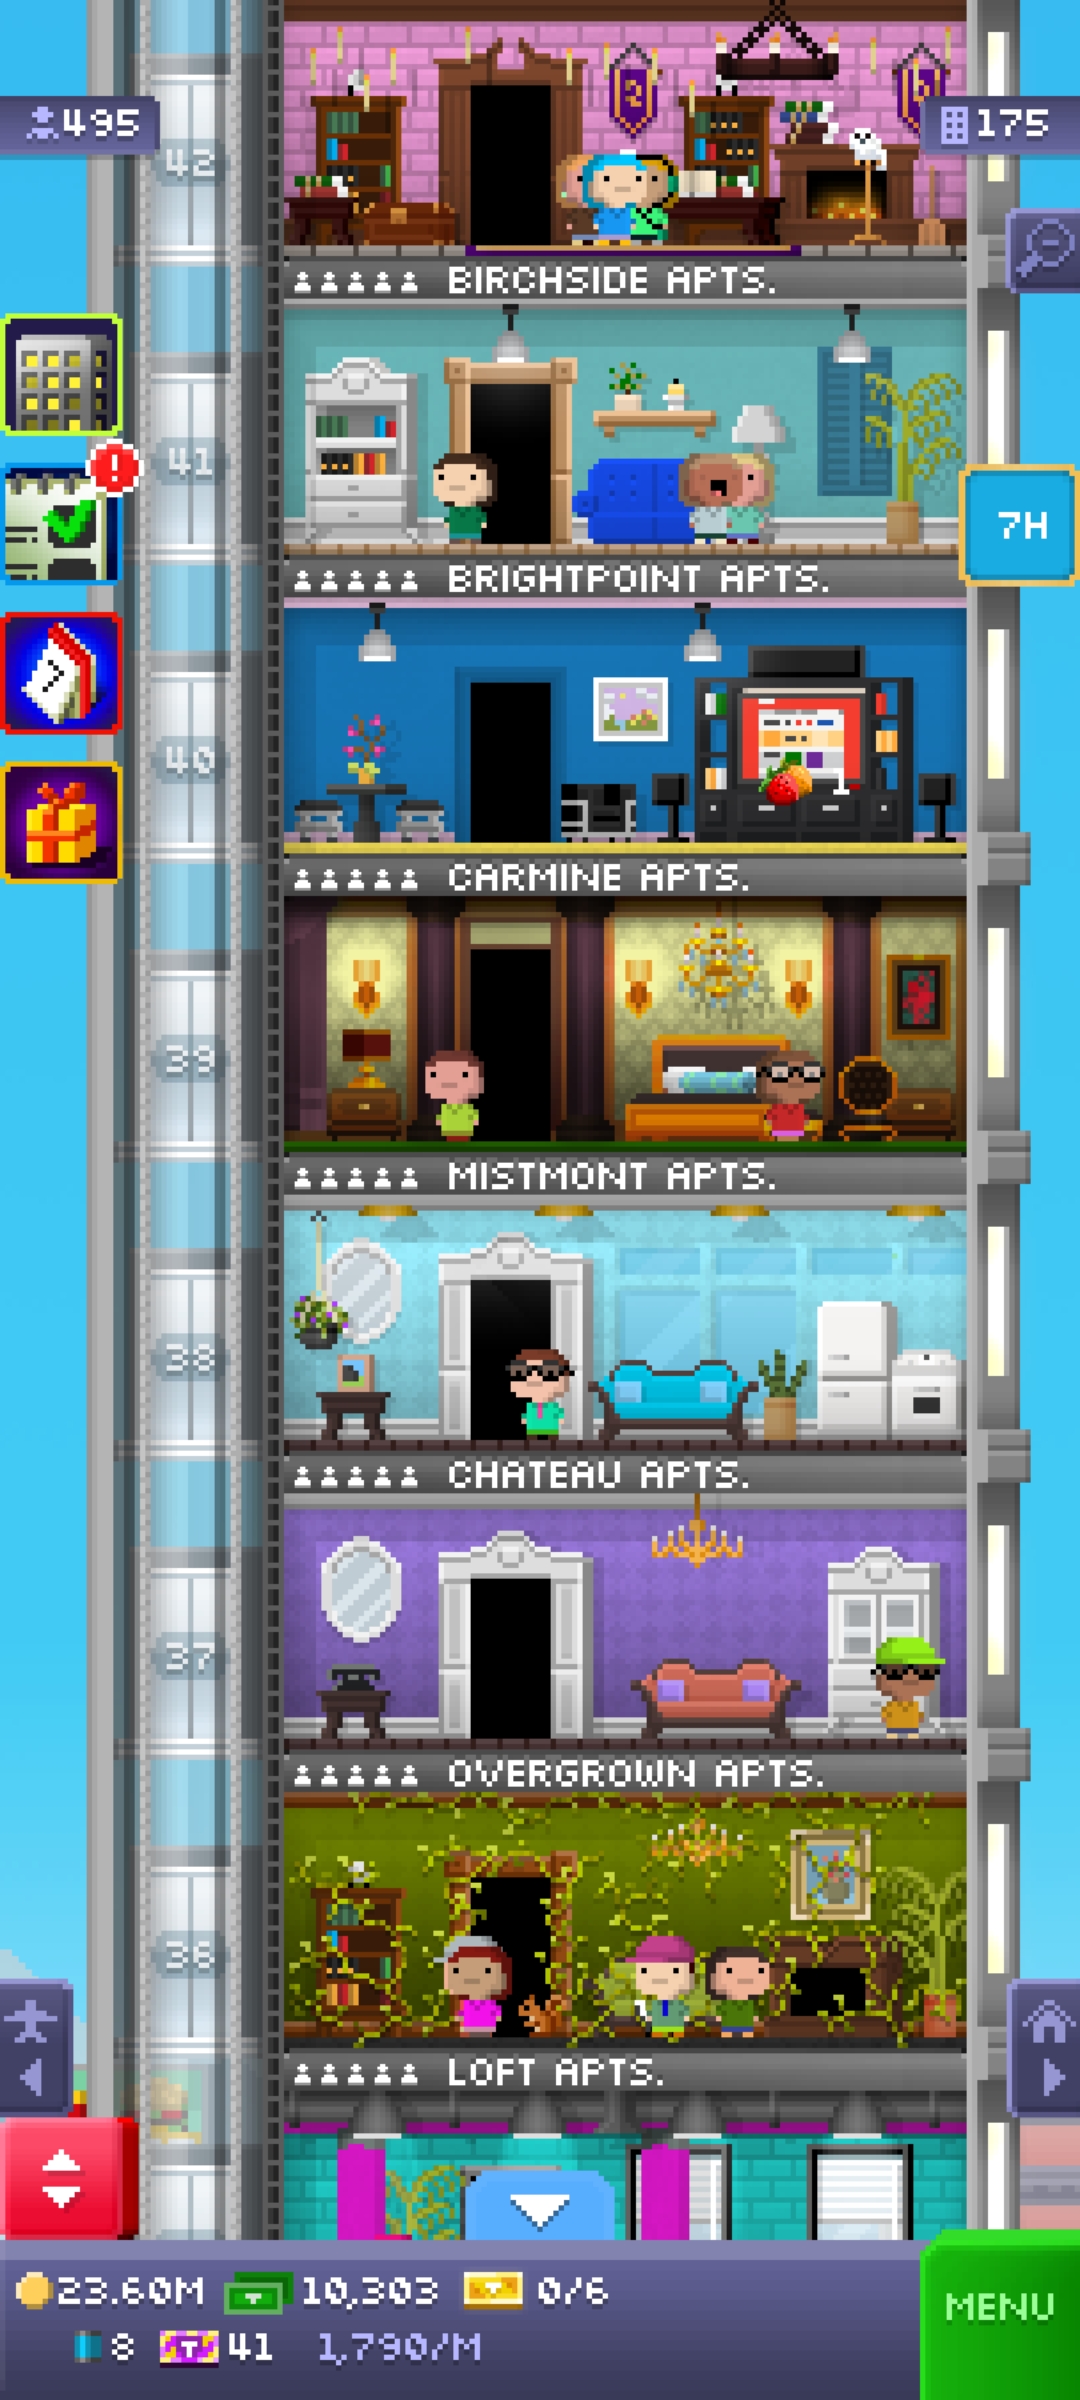 495
175
42
2
BIRCHSIDE APTS.
41
7H
BRIGHTPOINT APTS.
40
CARMINE APTS.
39
MISTMONT APTS.
38
CHATEAU APTS.
37
OVERGROWN APTS.
36
LOFT APTS.
23.60M 10,303 0/6
MENU
8 T 41 1,790/M